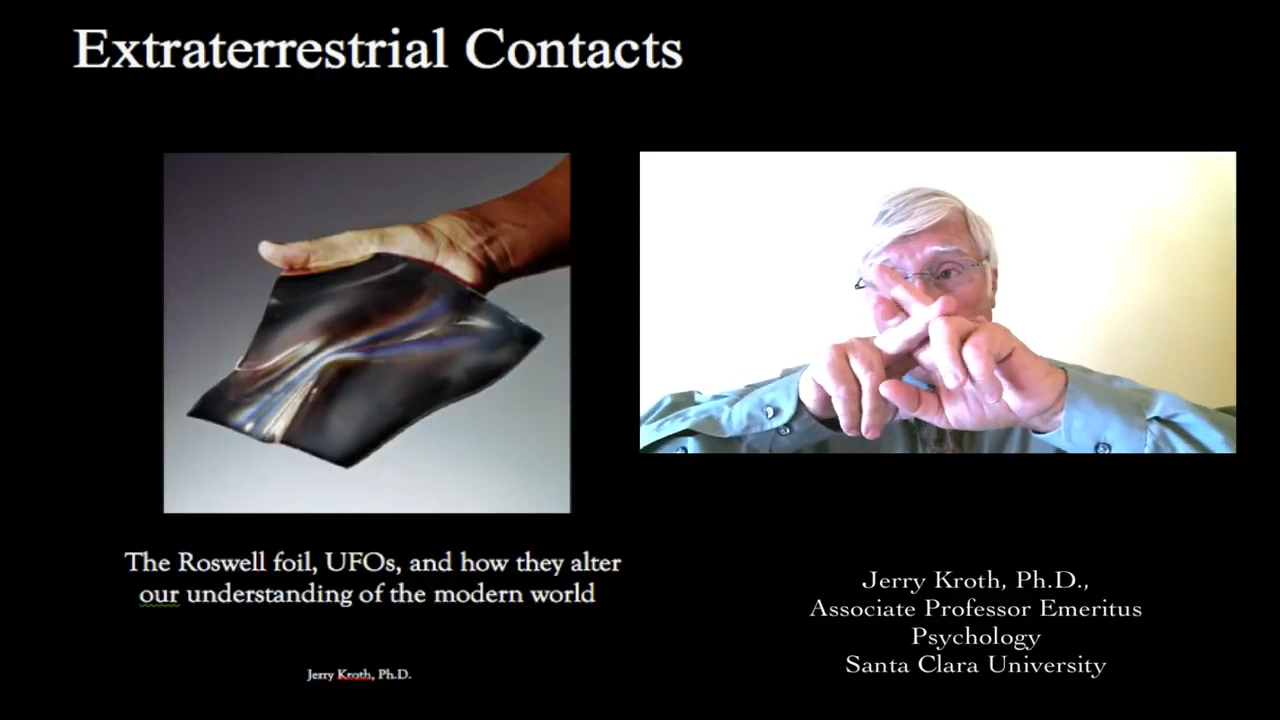 Extraterrestrial Contacts
The Roswell foil, UFOs, and how they alter
our understanding of the modern world
Jerry Kroth, Ph.D.
Jerry Kroth, Ph.D.,
Associate Professor Emeritus
Psychology
Santa Clara University